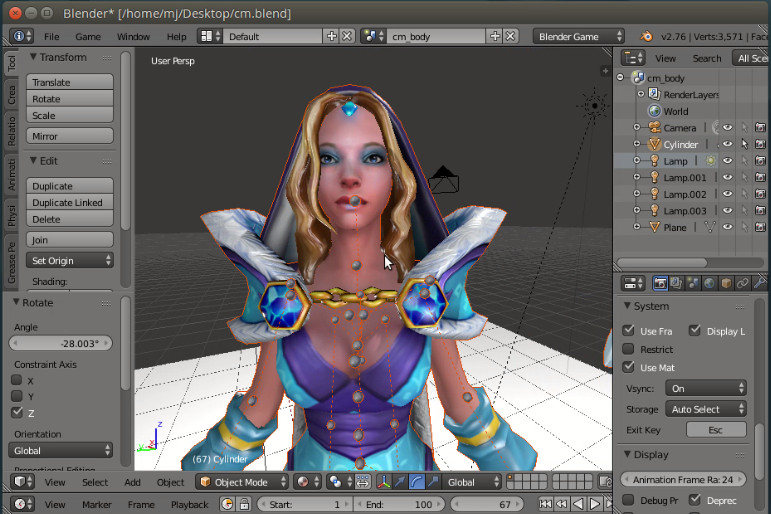 Blender* [/home/mj/Desktop/cm.blend]
File Game Window Help Default cm_body Blender Game v2.76 | Verts:3,571 | Face
Tool
Crea
Relatio
Animati
Physi
Grease Pe
Transform
Translate
Rotate
Scale
Mirror
Edit
Duplicate
Duplicate Linked
Delete
Join
Set Origin
Shading:
Rotate
Angle
-28.003°
Constraint Axis
X
Y
Z
Orientation
Global
Proportional Editing
User Persp
z
(67) Cylinder
View Select Add Object Object Mode Global
View Marker Frame Playback Start: 1 End: 100 67
View Search All Sce
cm_body
RenderLayers
World
Camera
Cylinder
Lamp
Lamp.001
Lamp.002
Lamp.003
Plane
System
Use Fra Display L
Restrict
Use Mat
Vsync: On
Storage Auto Select
Exit Key Esc
Display
Animation Frame Ra: 24
Debug Pr Deprec